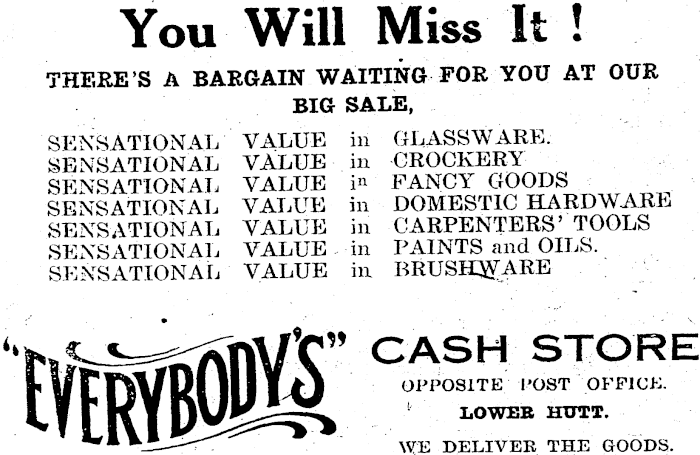 You Will Miss It !
THERE'S A BARGAIN WAITING FOR YOU AT OUR
BIG SALE,
SENSATIONAL VALUE in GLASSWARE.
SENSATIONAL VALUE in CROCKERY
SENSATIONAL VALUE in FANCY GOODS
SENSATIONAL VALUE in DOMESTIC HARDWARE
SENSATIONAL VALUE in CARPENTERS' TOOLS
SENSATIONAL VALUE in PAINTS and OILS.
SENSATIONAL VALUE in BRUSHWARE
"EVERYBODY'S"
CASH STORE
OPPOSITE POST OFFICE.
LOWER HUTT.
WE DELIVER THE GOODS.